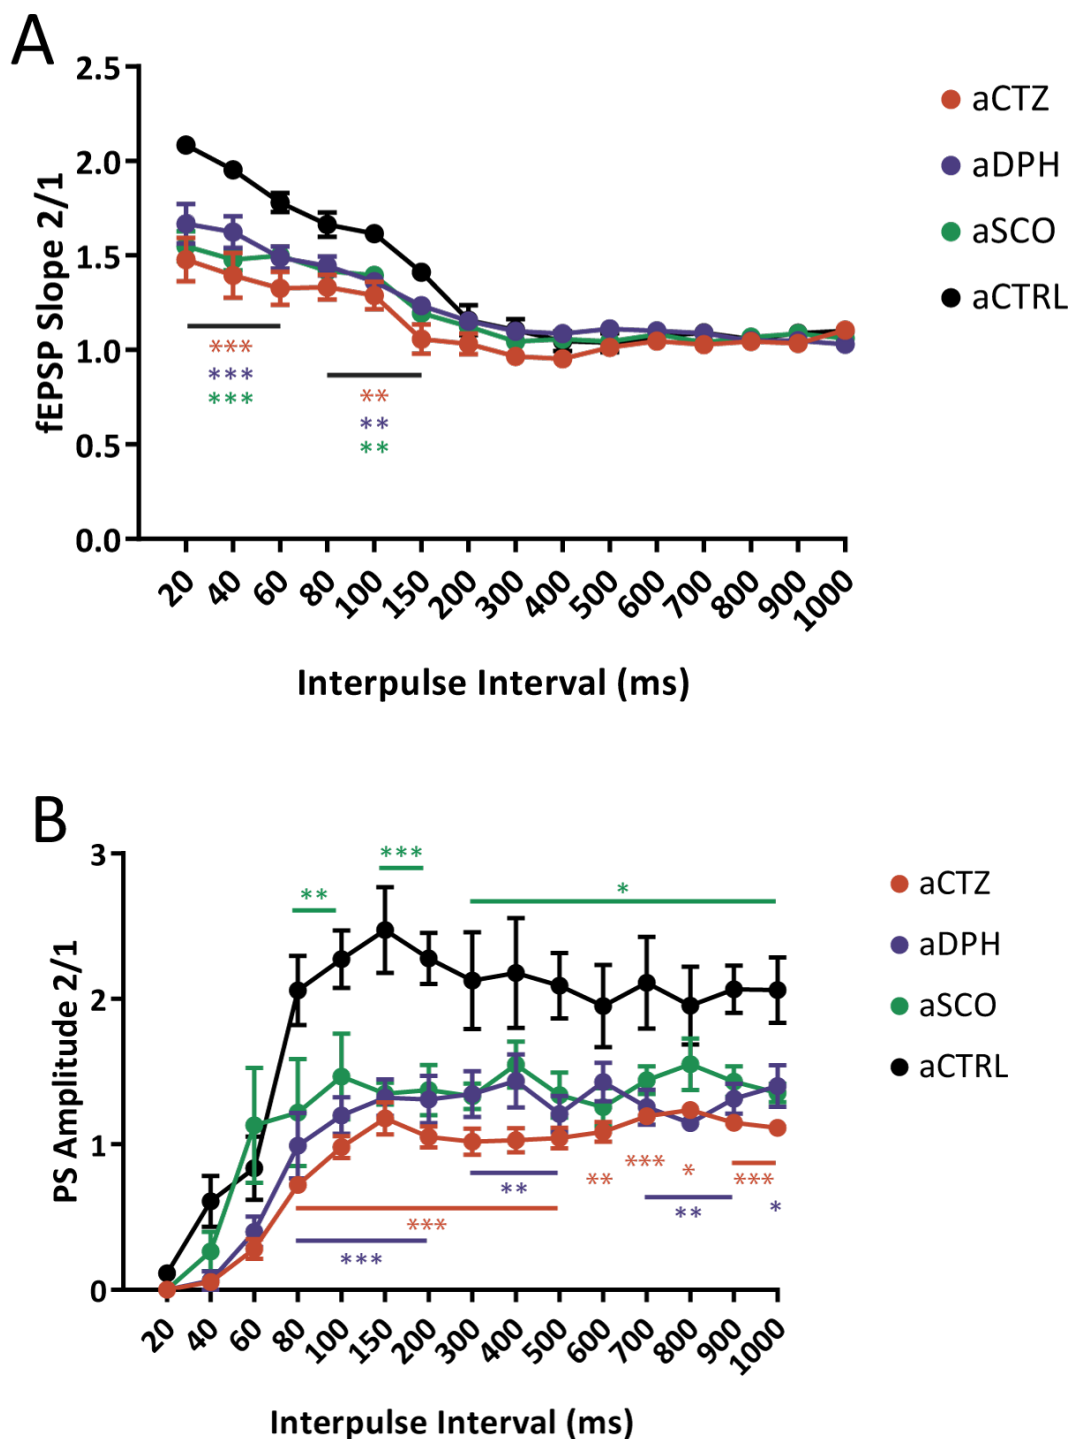 A
2.5
2.0
1.5
1.0
0.5
0.0
fEPSP Slope 2/1
aCTZ
aDPH
aSCO
aCTRL
***
***
***
**
**
**
20 40 60 80 100 150 200 300 400 500 600 700 800 900 1000
Interpulse Interval (ms)
B
3
2
1
0
PS Amplitude 2/1
aCTZ
aDPH
aSCO
aCTRL
***
**
*
**
**
***
*
***
**
*
***
***
20 40 60 80 100 150 200 300 400 500 600 700 800 900 1000
Interpulse Interval (ms)